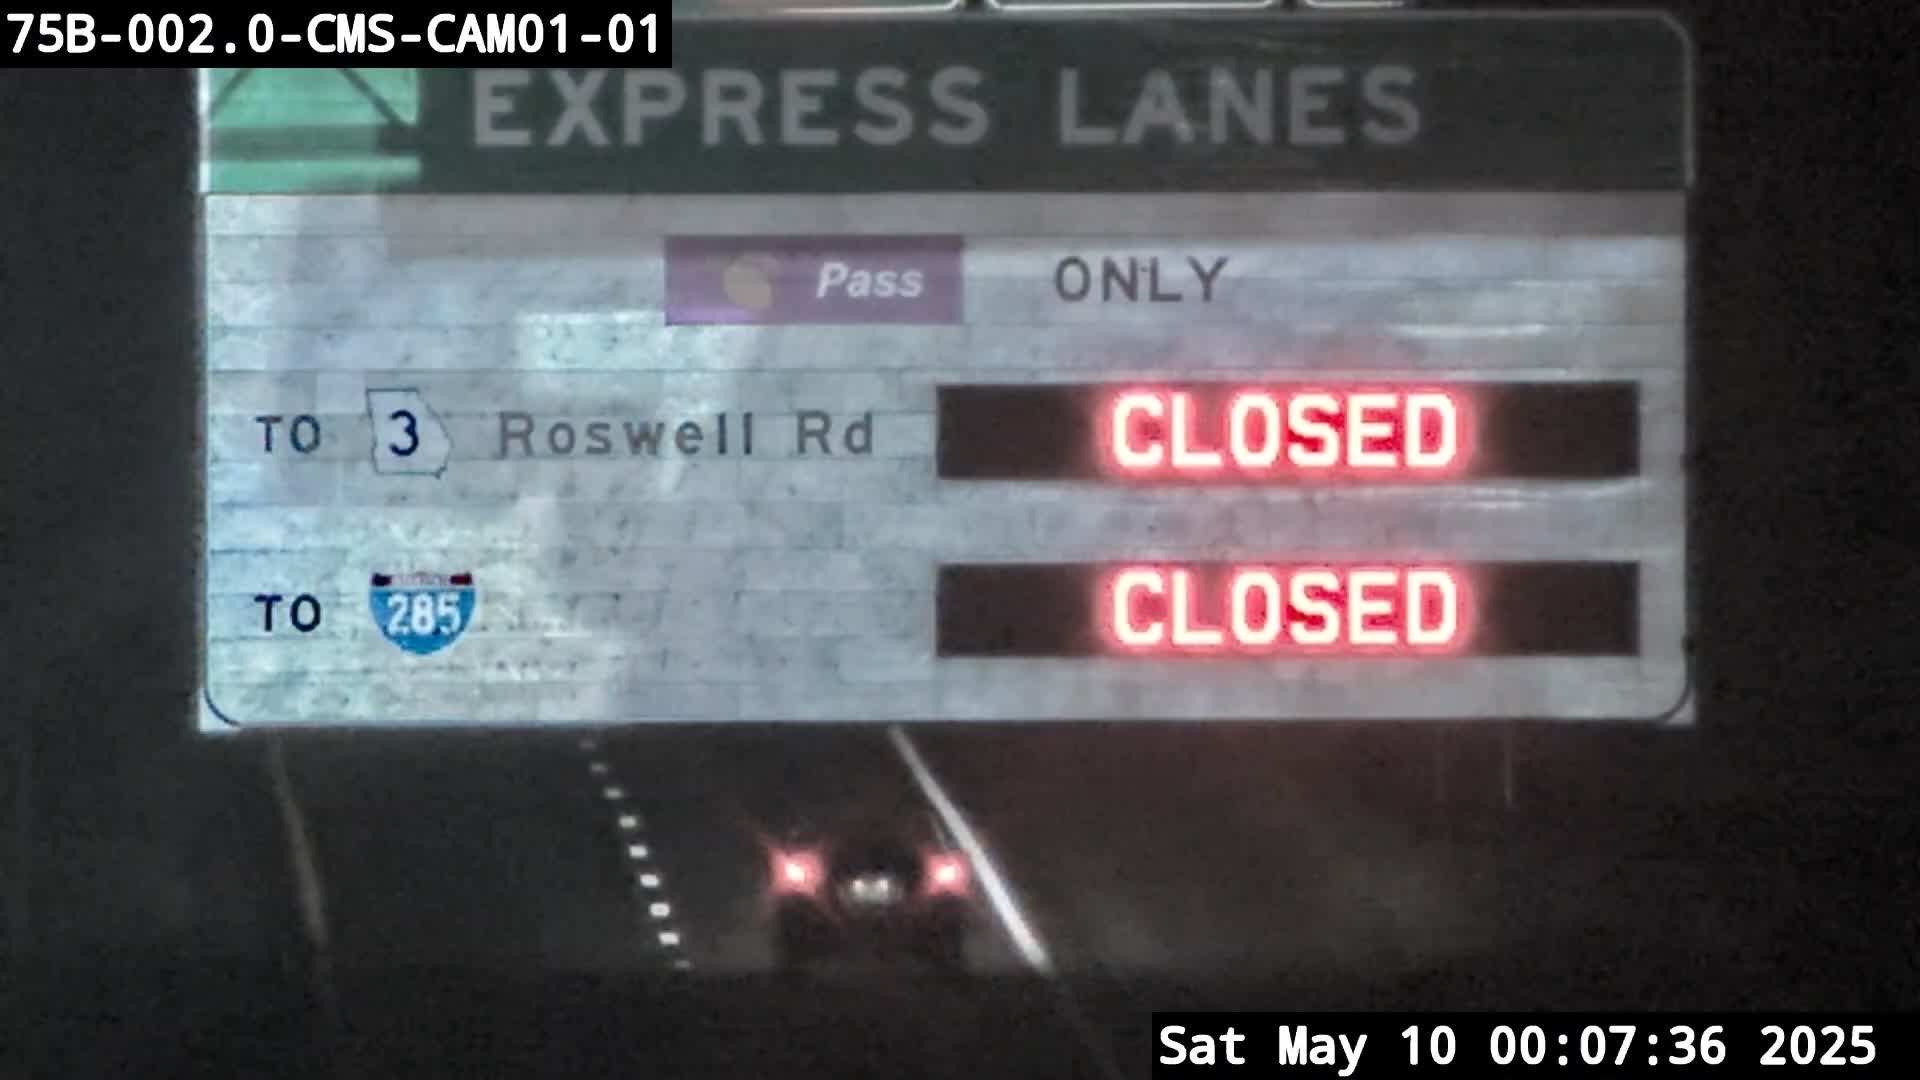 75B-002.0-CMS-CAM01-01
EXPRESS LANES
Pass ONLY
TO 3 Roswell Rd CLOSED
TO 285 CLOSED
Sat May 10 00:07:36 2025